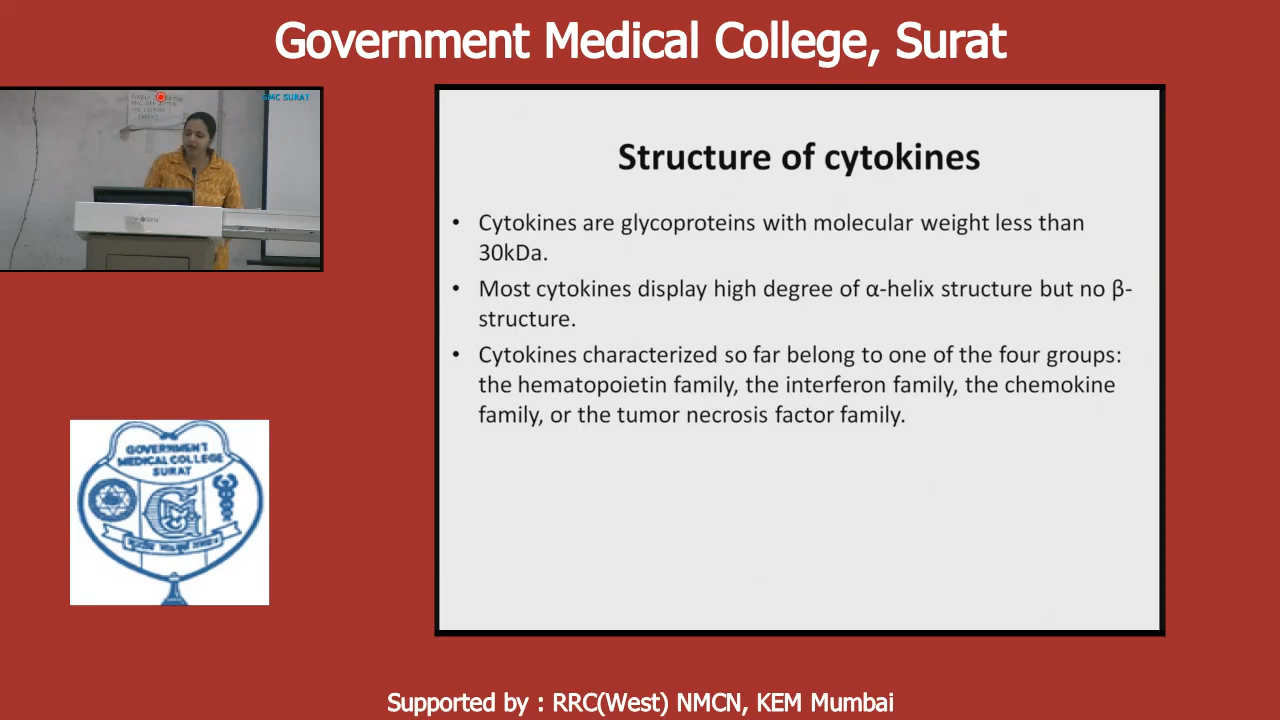 Government Medical College, Surat
GMC SURAT
Structure of cytokines
• Cytokines are glycoproteins with molecular weight less than
30kDa.
• Most cytokines display high degree of α-helix structure but no β-
structure.
• Cytokines characterized so far belong to one of the four groups:
the hematopoietin family, the interferon family, the chemokine
family, or the tumor necrosis factor family.
GOVERNMENT
MEDICAL COLLEGE
SURAT
Supported by : RRC(West) NMCN, KEM Mumbai